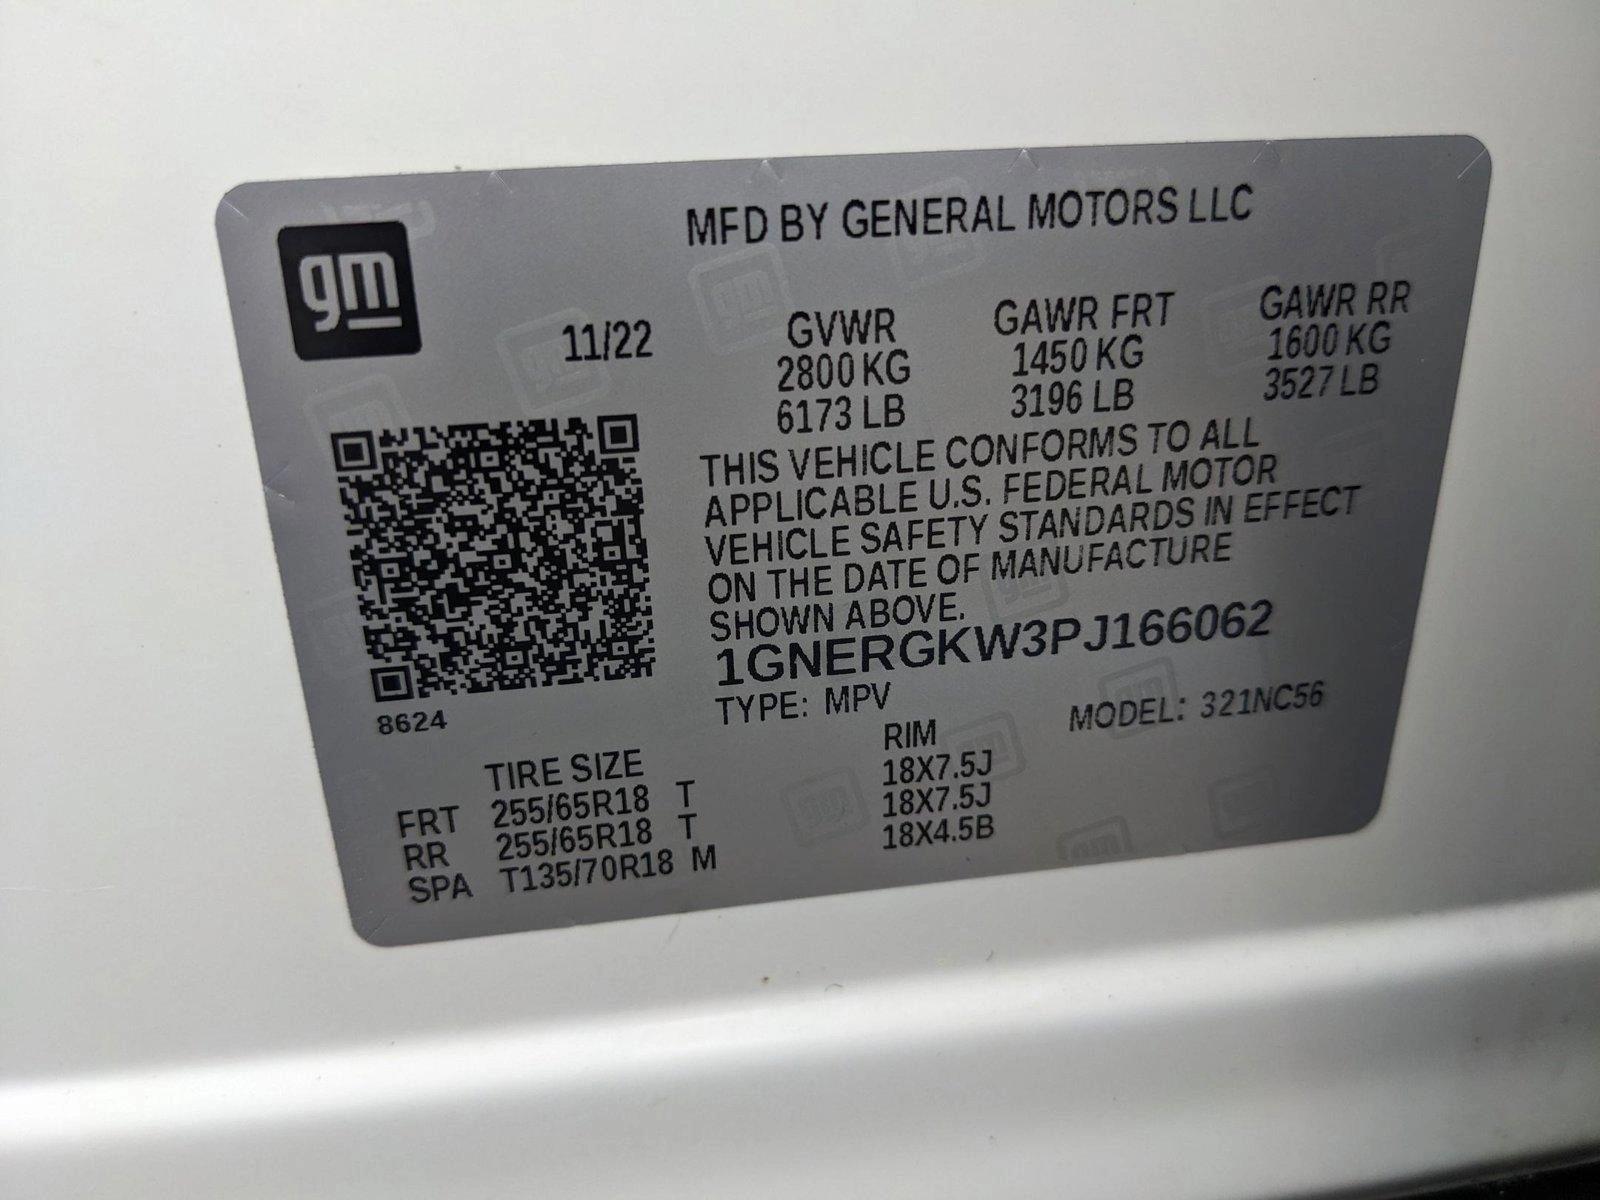 gm
MFD BY GENERAL MOTORS LLC
11/22
GVWR
2800 KG
6173 LB
GAWR FRT
1450 KG
3196 LB
GAWR RR
1600 KG
3527 LB
THIS VEHICLE CONFORMS TO ALL
APPLICABLE U.S. FEDERAL MOTOR
VEHICLE SAFETY STANDARDS IN EFFECT
ON THE DATE OF MANUFACTURE
SHOWN ABOVE.
1GNERGKW3PJ166062
TYPE: MPV
MODEL: 321NC56
8624
TIRE SIZE RIM
FRT 255/65R18 T 18X7.5J
RR 255/65R18 T 18X7.5J
SPA T135/70R18 M 18X4.5B